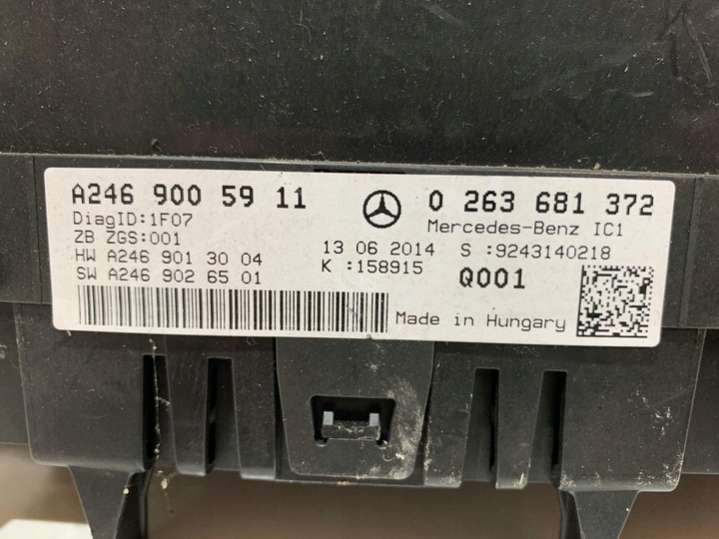 A246 900 59 11 0 263 681 372
DiagID:1F07 Mercedes-Benz IC1
ZB ZGS:001 13 06 2014 S :9243140218
HW A246 901 30 04 K :158915 Q001
SW A246 902 65 01
Made in Hungary